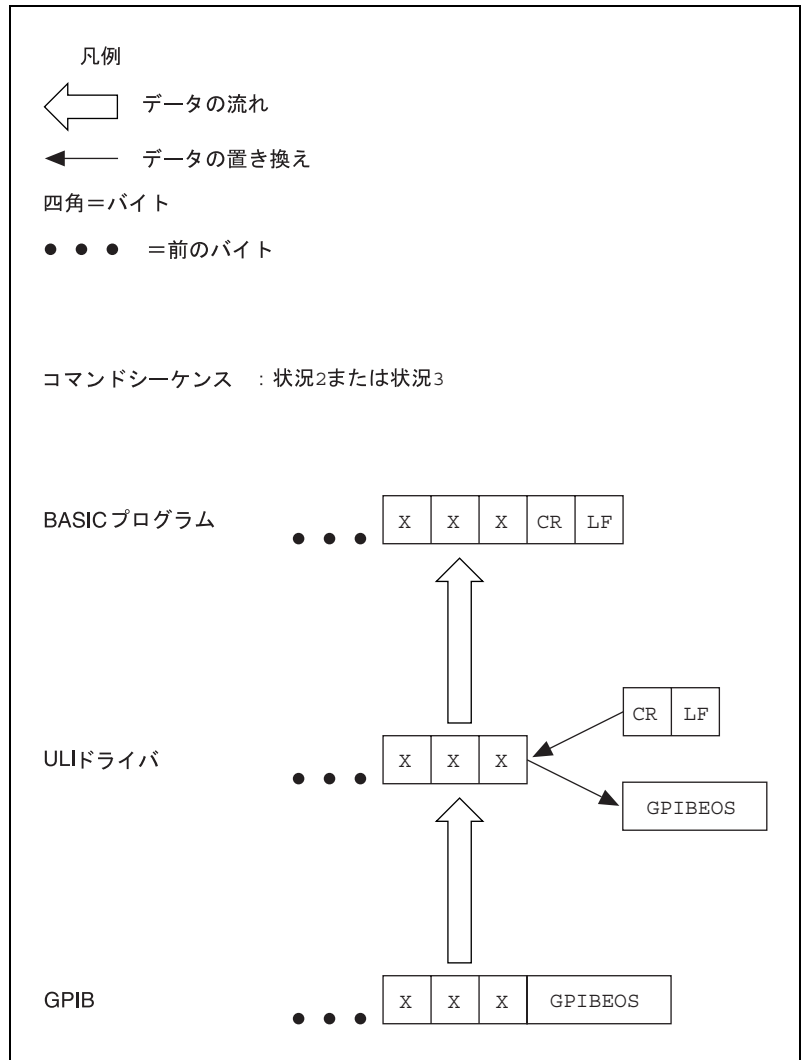 凡例
データの流れ
データの置き換え
四角＝バイト
● ● ● ＝前のバイト
コマンドシーケンス ：状況2または状況3
BASICプログラム ● ● ● X X X CR LF
CR LF
ULIドライバ ● ● ● X X X
GPIBEOS
GPIB ● ● ● X X X GPIBEOS